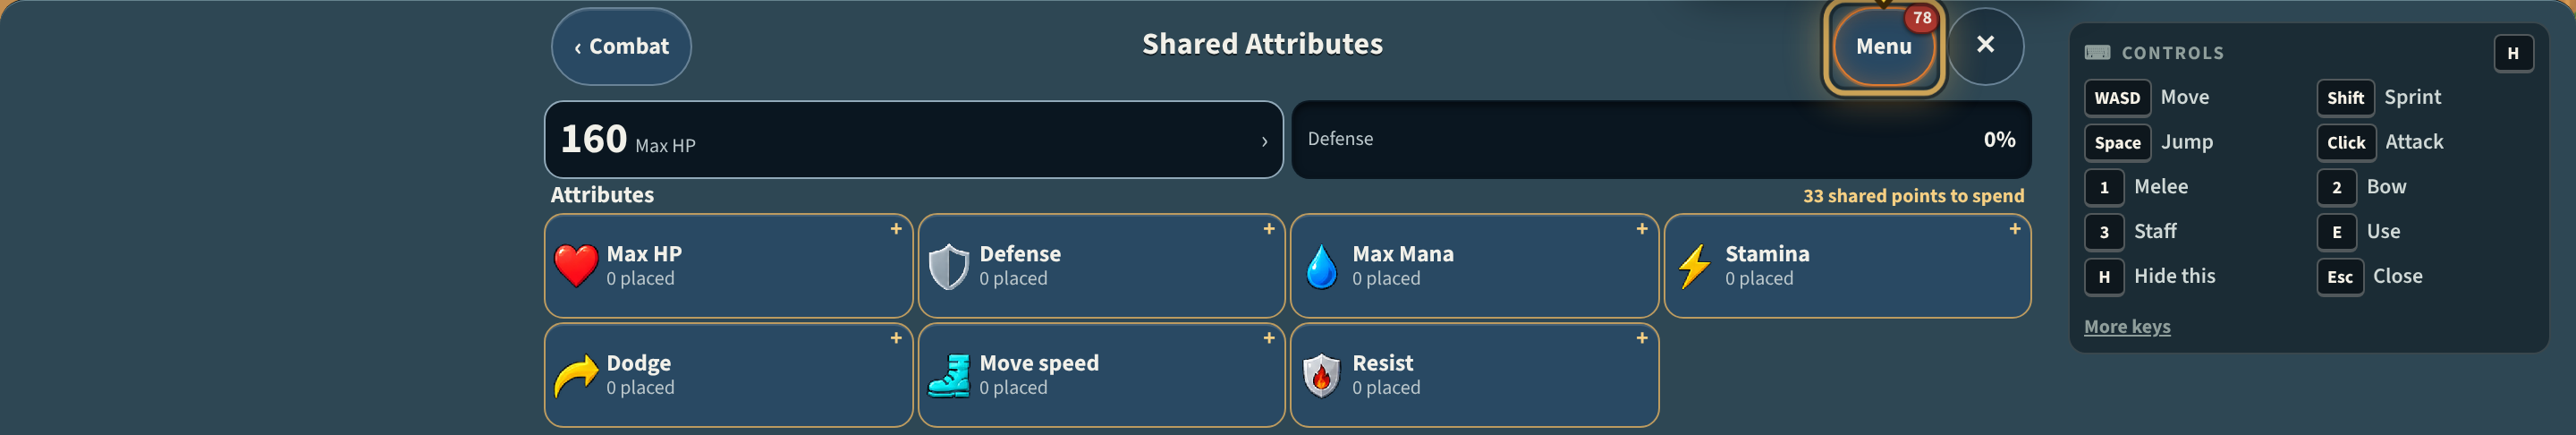 ‹ Combat
Shared Attributes
Menu
78
✕
160 Max HP ›
Defense 0%
Attributes
33 shared points to spend
Max HP +
0 placed
Defense +
0 placed
Max Mana +
0 placed
Stamina +
0 placed
Dodge +
0 placed
Move speed +
0 placed
Resist +
0 placed
CONTROLS H
WASD Move Shift Sprint
Space Jump Click Attack
1 Melee 2 Bow
3 Staff E Use
H Hide this Esc Close
More keys